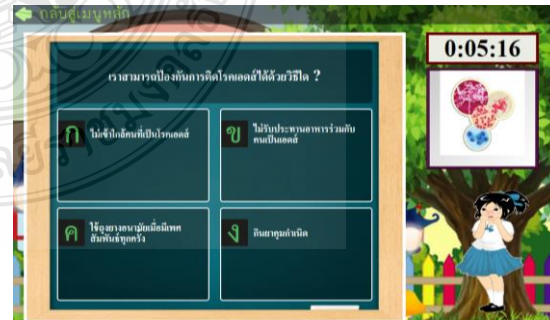 กลับสู่เมนูหลัก
0:05:16
เราสามารถป้องกันการติดโรคเอดส์ได้ด้วยวิธีใด ?
ก ไม่เข้าใกล้คนที่เป็นโรคเอดส์
ข ไม่รับประทานอาหารร่วมกับ
คนเป็นเอดส์
ค ใช้ถุงยางอนามัยเมื่อมีเพศ
สัมพันธ์ทุกครั้ง
ง กินยาคุมกำเนิด